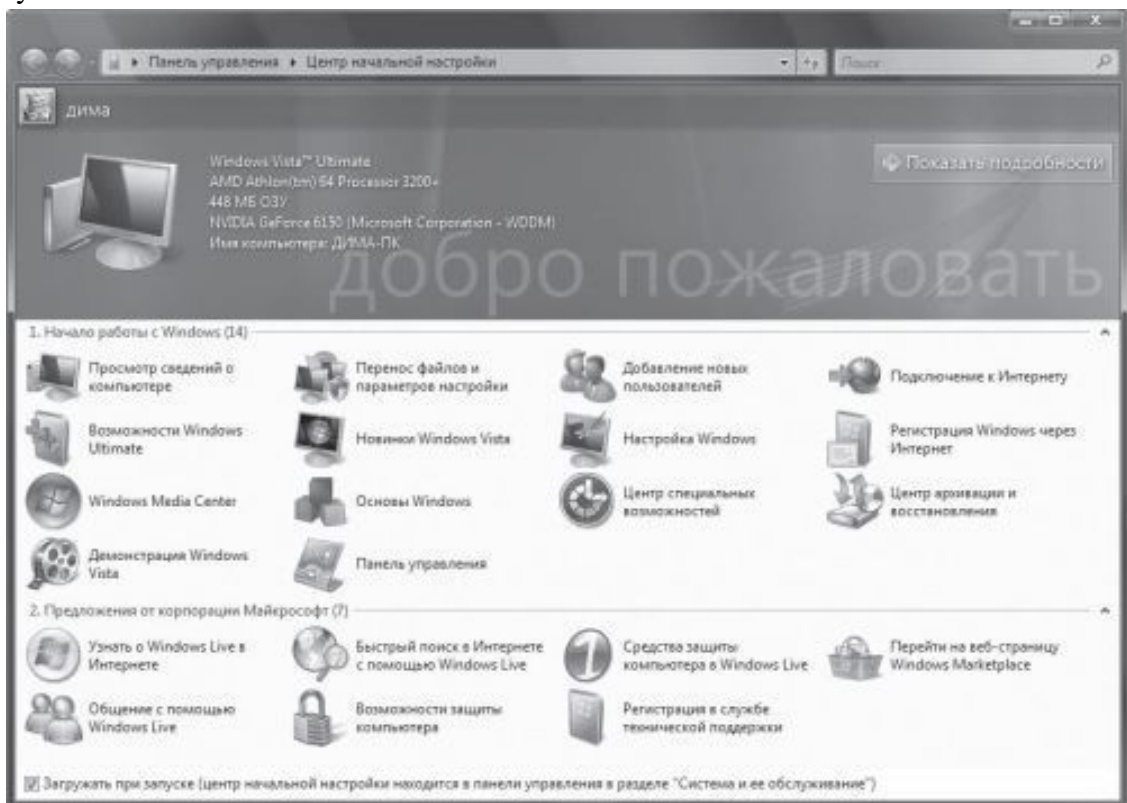 Панель управления ▸ Центр начальной настройки
Поиск
дима
Показать подробности
Windows Vista™ Ultimate
AMD Athlon(tm) 64 Processor 3200+
448 МБ ОЗУ
NVIDIA GeForce 6150 (Microsoft Corporation - WDDM)
Имя компьютера: ДИМА-ПК
добро пожаловать
1. Начало работы с Windows (14)
Просмотр сведений о
компьютере
Перенос файлов и
параметров настройки
Добавление новых
пользователей
Подключение к Интернету
Возможности Windows
Ultimate
Новинки Windows Vista
Настройка Windows
Регистрация Windows через
Интернет
Windows Media Center
Основы Windows
Центр специальных
возможностей
Центр архивации и
восстановления
Демонстрация Windows
Vista
Панель управления
2. Предложения от корпорации Майкрософт (7)
Узнать о Windows Live в
Интернете
Быстрый поиск в Интернете
с помощью Windows Live
Средства защиты
компьютера в Windows Live
Перейти на веб-страницу
Windows Marketplace
Общение с помощью
Windows Live
Возможности защиты
компьютера
Регистрация в службе
технической поддержки
Загружать при запуске (центр начальной настройки находится в панели управления в разделе "Система и ее обслуживание")